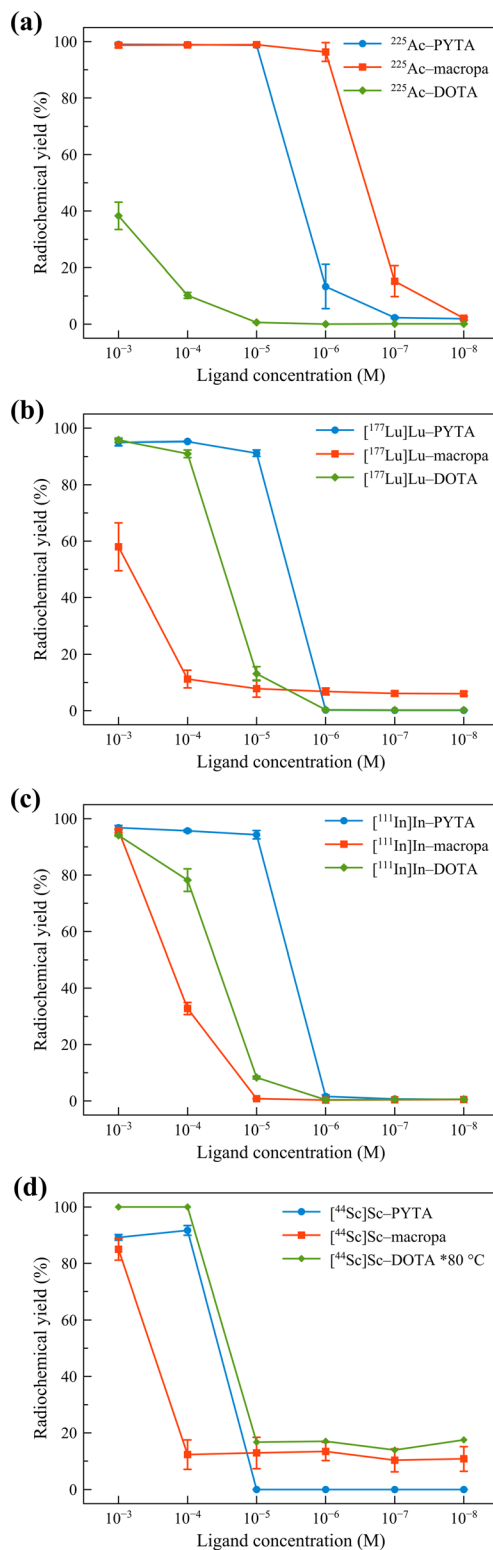 (a)
100
80
60
40
20
0
Radiochemical yield (%)
²²⁵Ac–PYTA
²²⁵Ac–macropa
²²⁵Ac–DOTA
10⁻³ 10⁻⁴ 10⁻⁵ 10⁻⁶ 10⁻⁷ 10⁻⁸
Ligand concentration (M)
(b)
100
80
60
40
20
0
Radiochemical yield (%)
[¹⁷⁷Lu]Lu–PYTA
[¹⁷⁷Lu]Lu–macropa
[¹⁷⁷Lu]Lu–DOTA
10⁻³ 10⁻⁴ 10⁻⁵ 10⁻⁶ 10⁻⁷ 10⁻⁸
Ligand concentration (M)
(c)
100
80
60
40
20
0
Radiochemical yield (%)
[¹¹¹In]In–PYTA
[¹¹¹In]In–macropa
[¹¹¹In]In–DOTA
10⁻³ 10⁻⁴ 10⁻⁵ 10⁻⁶ 10⁻⁷ 10⁻⁸
Ligand concentration (M)
(d)
100
80
60
40
20
0
Radiochemical yield (%)
[⁴⁴Sc]Sc–PYTA
[⁴⁴Sc]Sc–macropa
[⁴⁴Sc]Sc–DOTA *80 °C
10⁻³ 10⁻⁴ 10⁻⁵ 10⁻⁶ 10⁻⁷ 10⁻⁸
Ligand concentration (M)